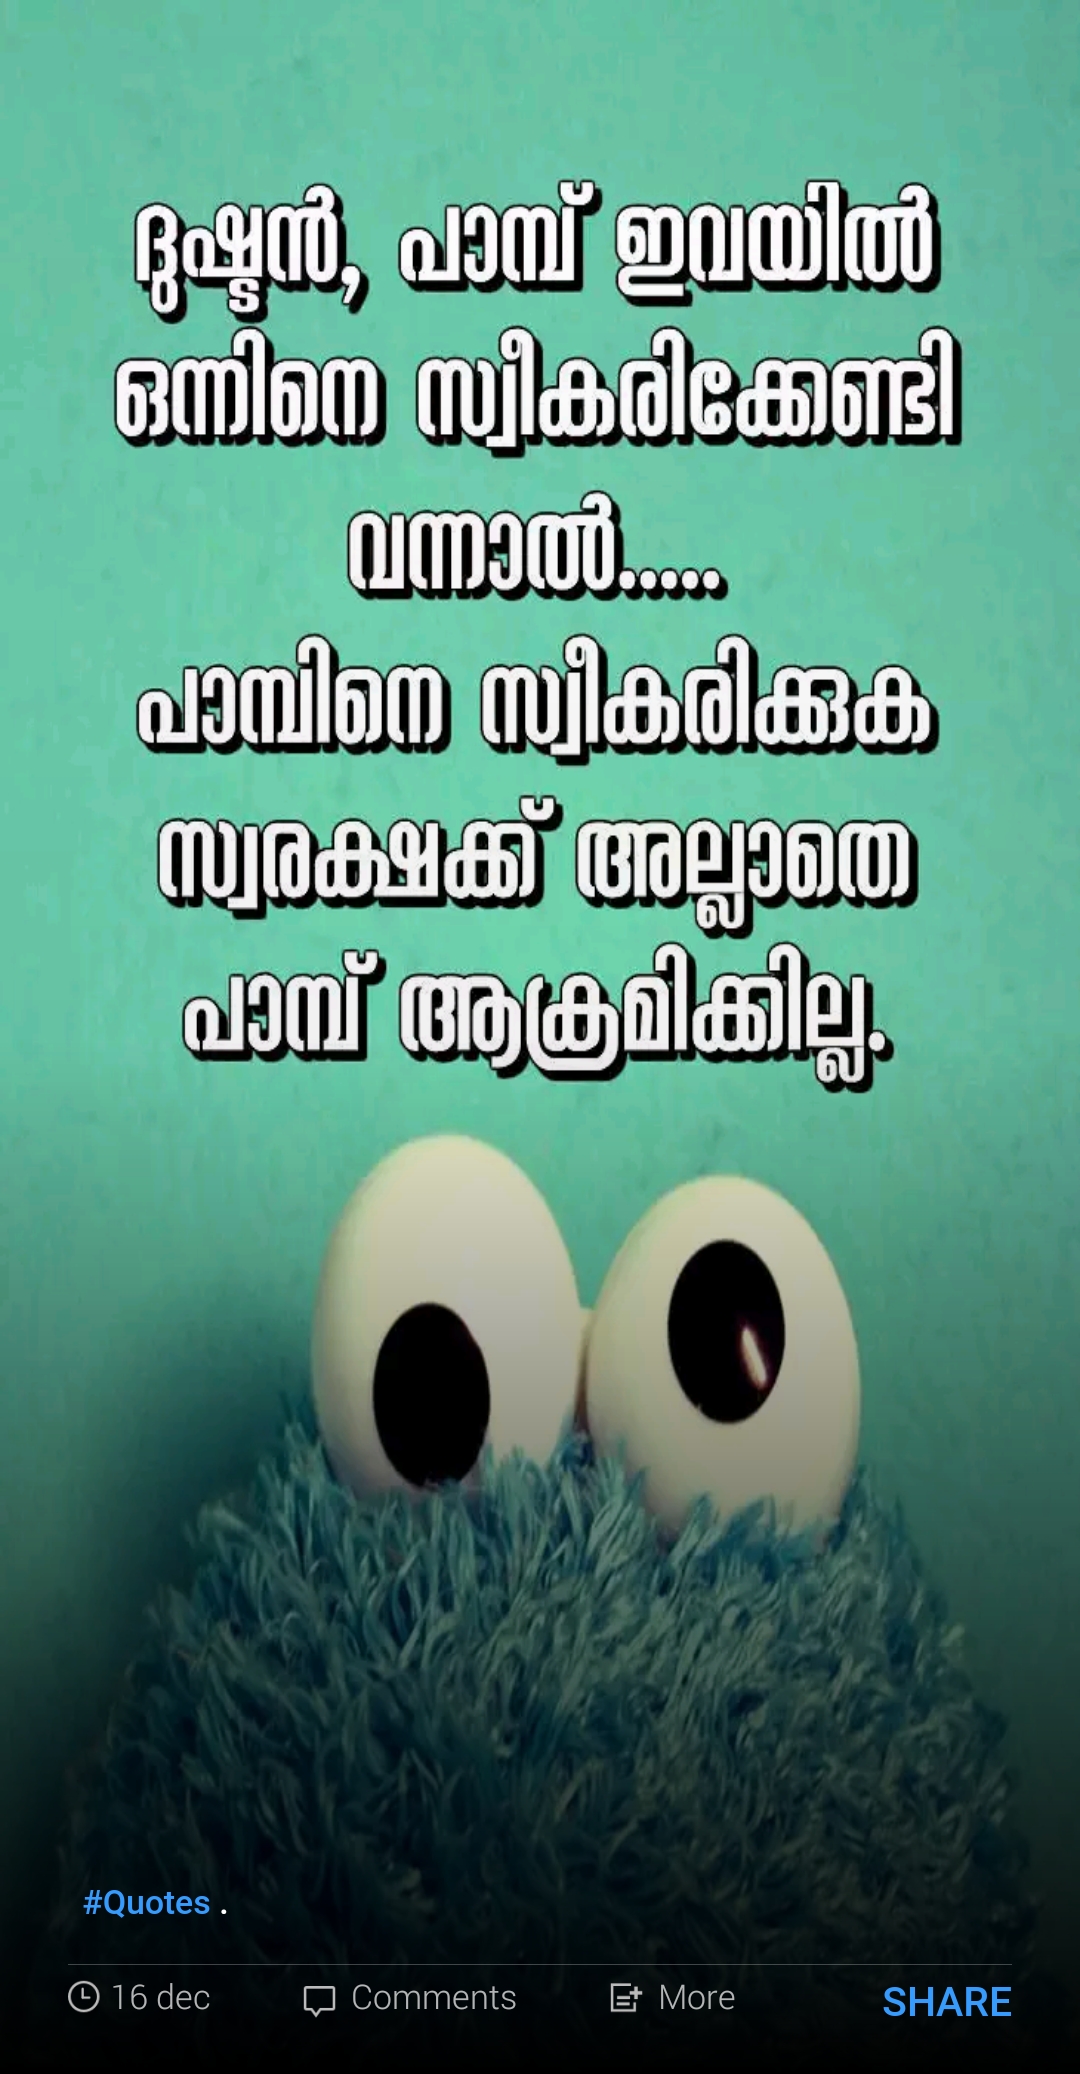 ദുഷ്ടൻ, പാമ്പ് ഇവയിൽ
ഒന്നിനെ സ്വീകരിക്കേണ്ടി
വന്നാൽ.....
പാമ്പിനെ സ്വീകരിക്കുക
സ്വരക്ഷക്ക് അല്ലാതെ
പാമ്പ് ആക്രമിക്കില്ല.
#Quotes .
16 dec Comments More SHARE